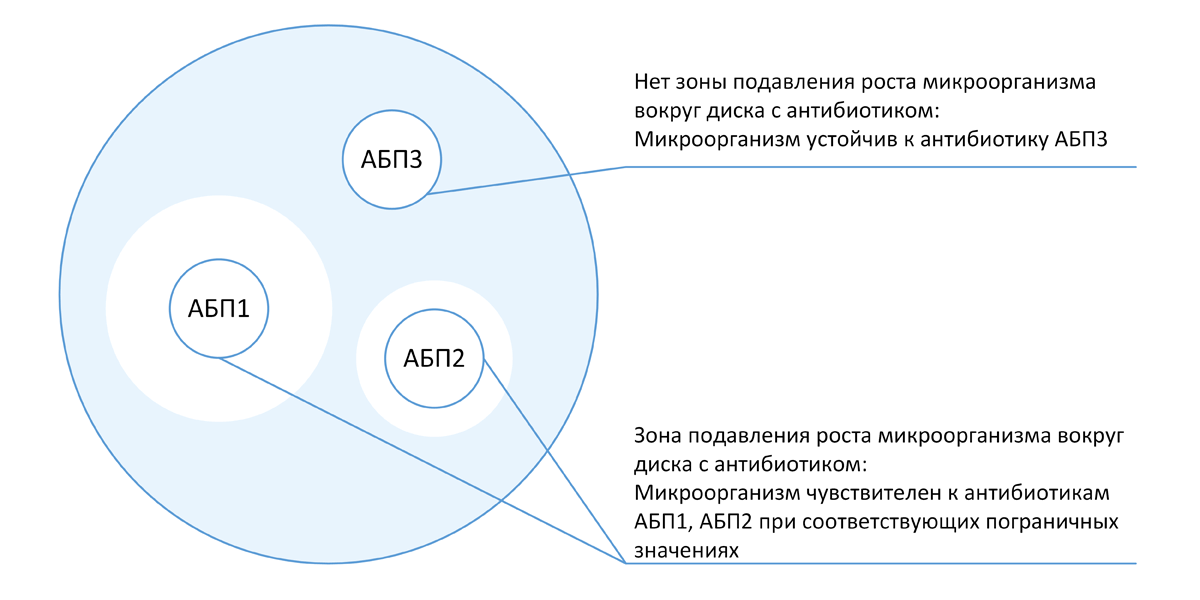 Нет зоны подавления роста микроорганизма
вокруг диска с антибиотиком:
Микроорганизм устойчив к антибиотику АБП3
АБП3
АБП1
АБП2
Зона подавления роста микроорганизма вокруг
диска с антибиотиком:
Микроорганизм чувствителен к антибиотикам
АБП1, АБП2 при соответствующих пограничных
значениях